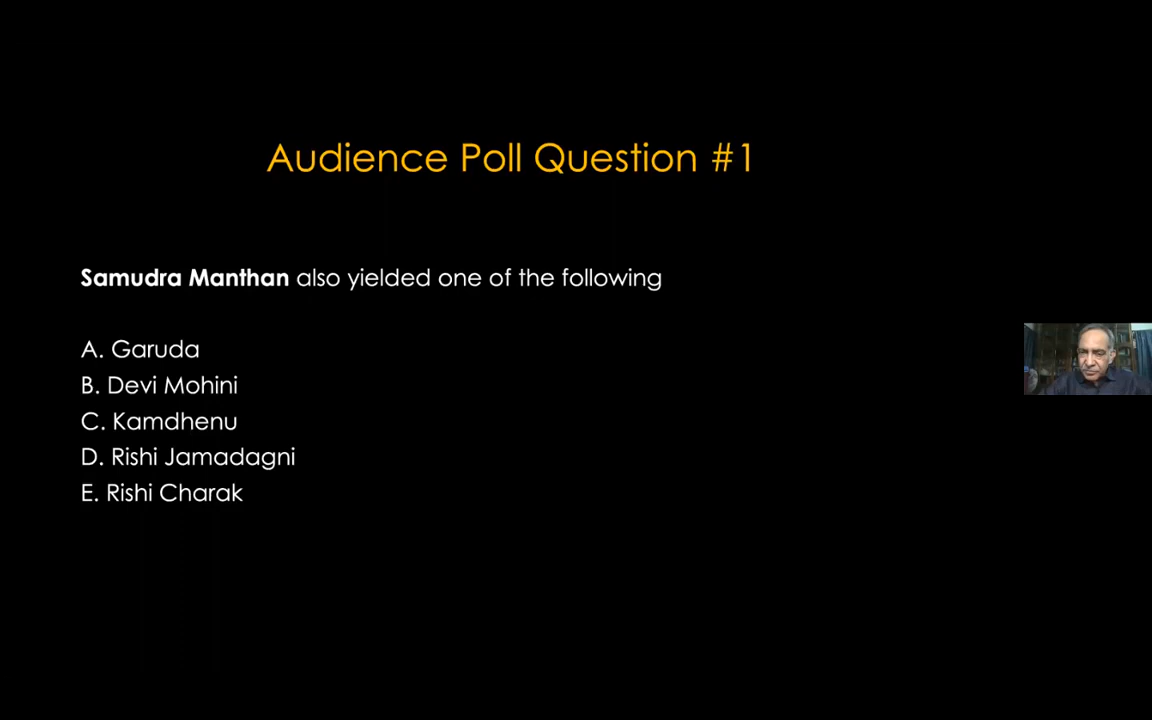 Audience Poll Question #1
Samudra Manthan also yielded one of the following
A. Garuda
B. Devi Mohini
C. Kamdhenu
D. Rishi Jamadagni
E. Rishi Charak